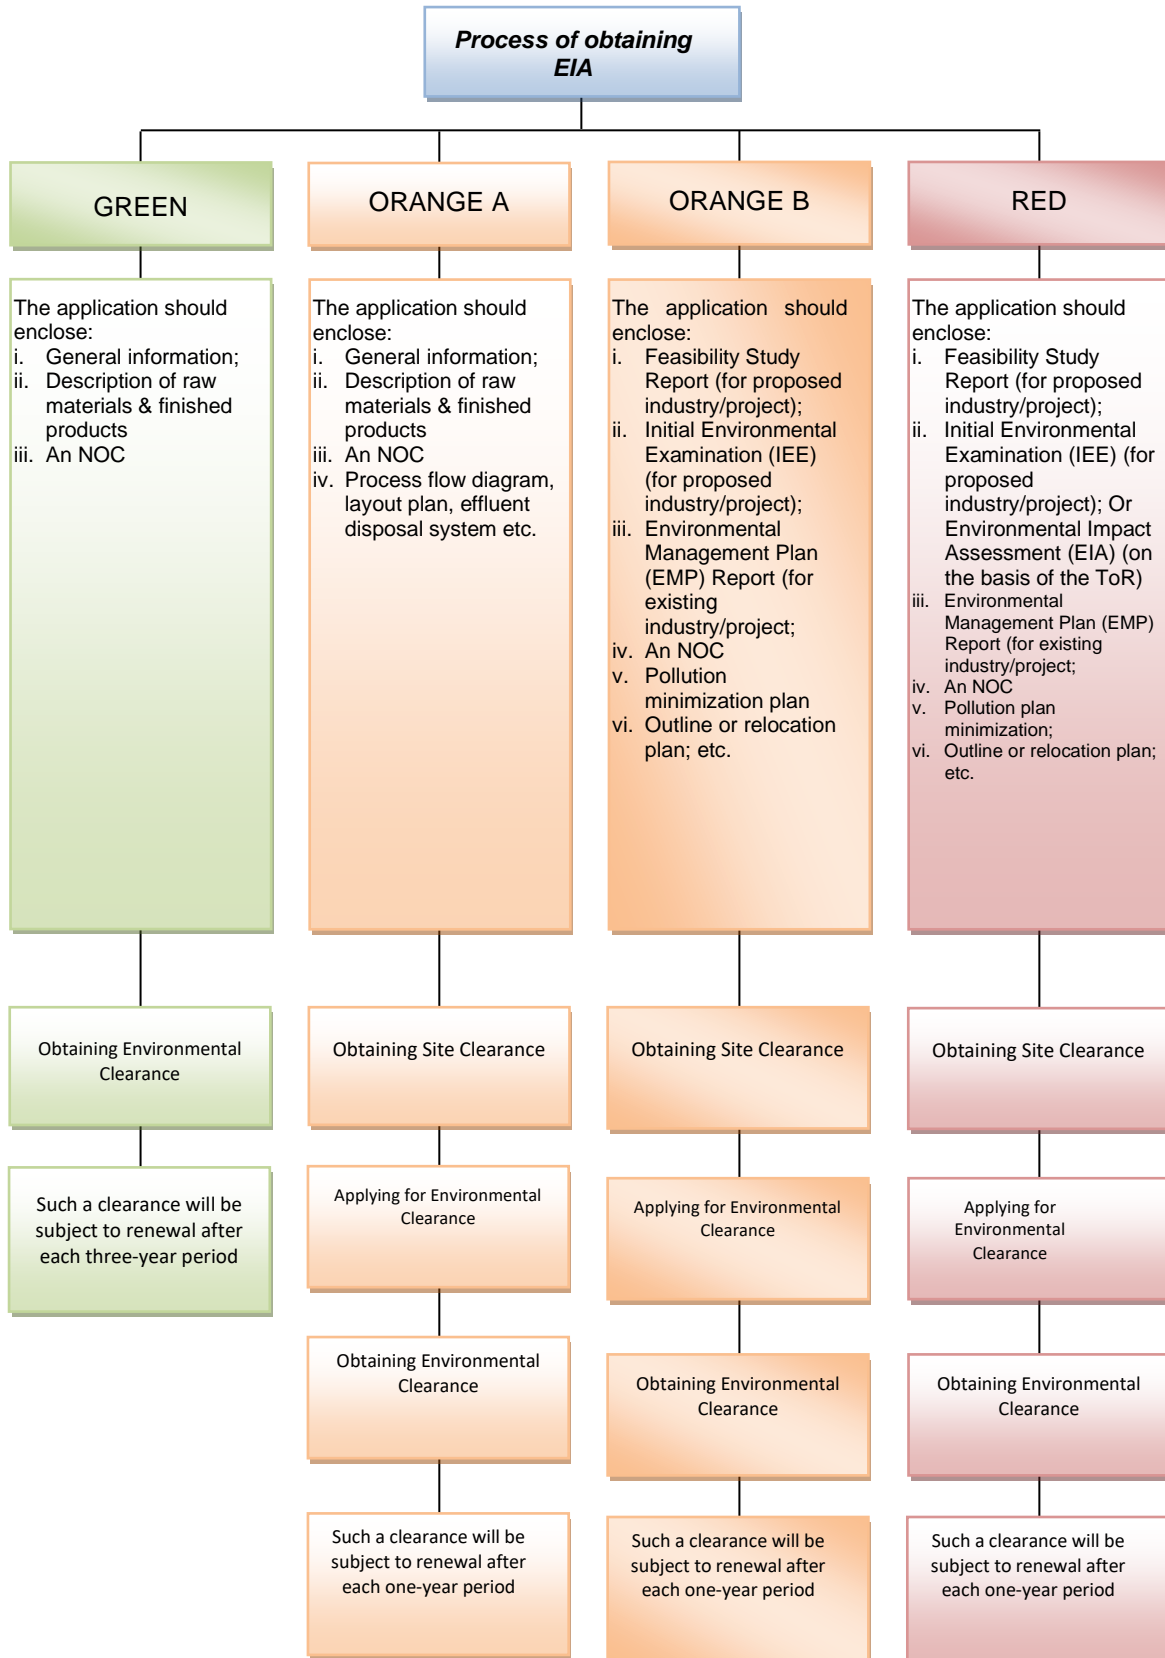 Process of obtaining
EIA
GREEN
ORANGE A
ORANGE B
RED
The application should
enclose:
i. General information;
ii. Description of raw
materials & finished
products
iii. An NOC
The application should
enclose:
i. General information;
ii. Description of raw
materials & finished
products
iii. An NOC
iv. Process flow diagram,
layout plan, effluent
disposal system etc.
The application should
enclose:
i. Feasibility Study
Report (for proposed
industry/project);
ii. Initial Environmental
Examination (IEE)
(for proposed
industry/project);
iii. Environmental
Management Plan
(EMP) Report (for
existing
industry/project;
iv. An NOC
v. Pollution
minimization plan
vi. Outline or relocation
plan; etc.
The application should
enclose:
i. Feasibility Study
Report (for proposed
industry/project);
ii. Initial Environmental
Examination (IEE) (for
proposed
industry/project); Or
Environmental Impact
Assessment (EIA) (on
the basis of the ToR)
iii. Environmental
Management Plan (EMP)
Report (for existing
industry/project;
iv. An NOC
v. Pollution plan
minimization;
vi. Outline or relocation plan;
etc.
Obtaining Environmental
Clearance
Obtaining Site Clearance
Obtaining Site Clearance
Obtaining Site Clearance
Such a clearance will be
subject to renewal after
each three-year period
Applying for Environmental
Clearance
Applying for Environmental
Clearance
Applying for
Environmental
Clearance
Obtaining Environmental
Clearance
Obtaining Environmental
Clearance
Obtaining Environmental
Clearance
Such a clearance will be
subject to renewal after
each one-year period
Such a clearance will be
subject to renewal after
each one-year period
Such a clearance will be
subject to renewal after
each one-year period